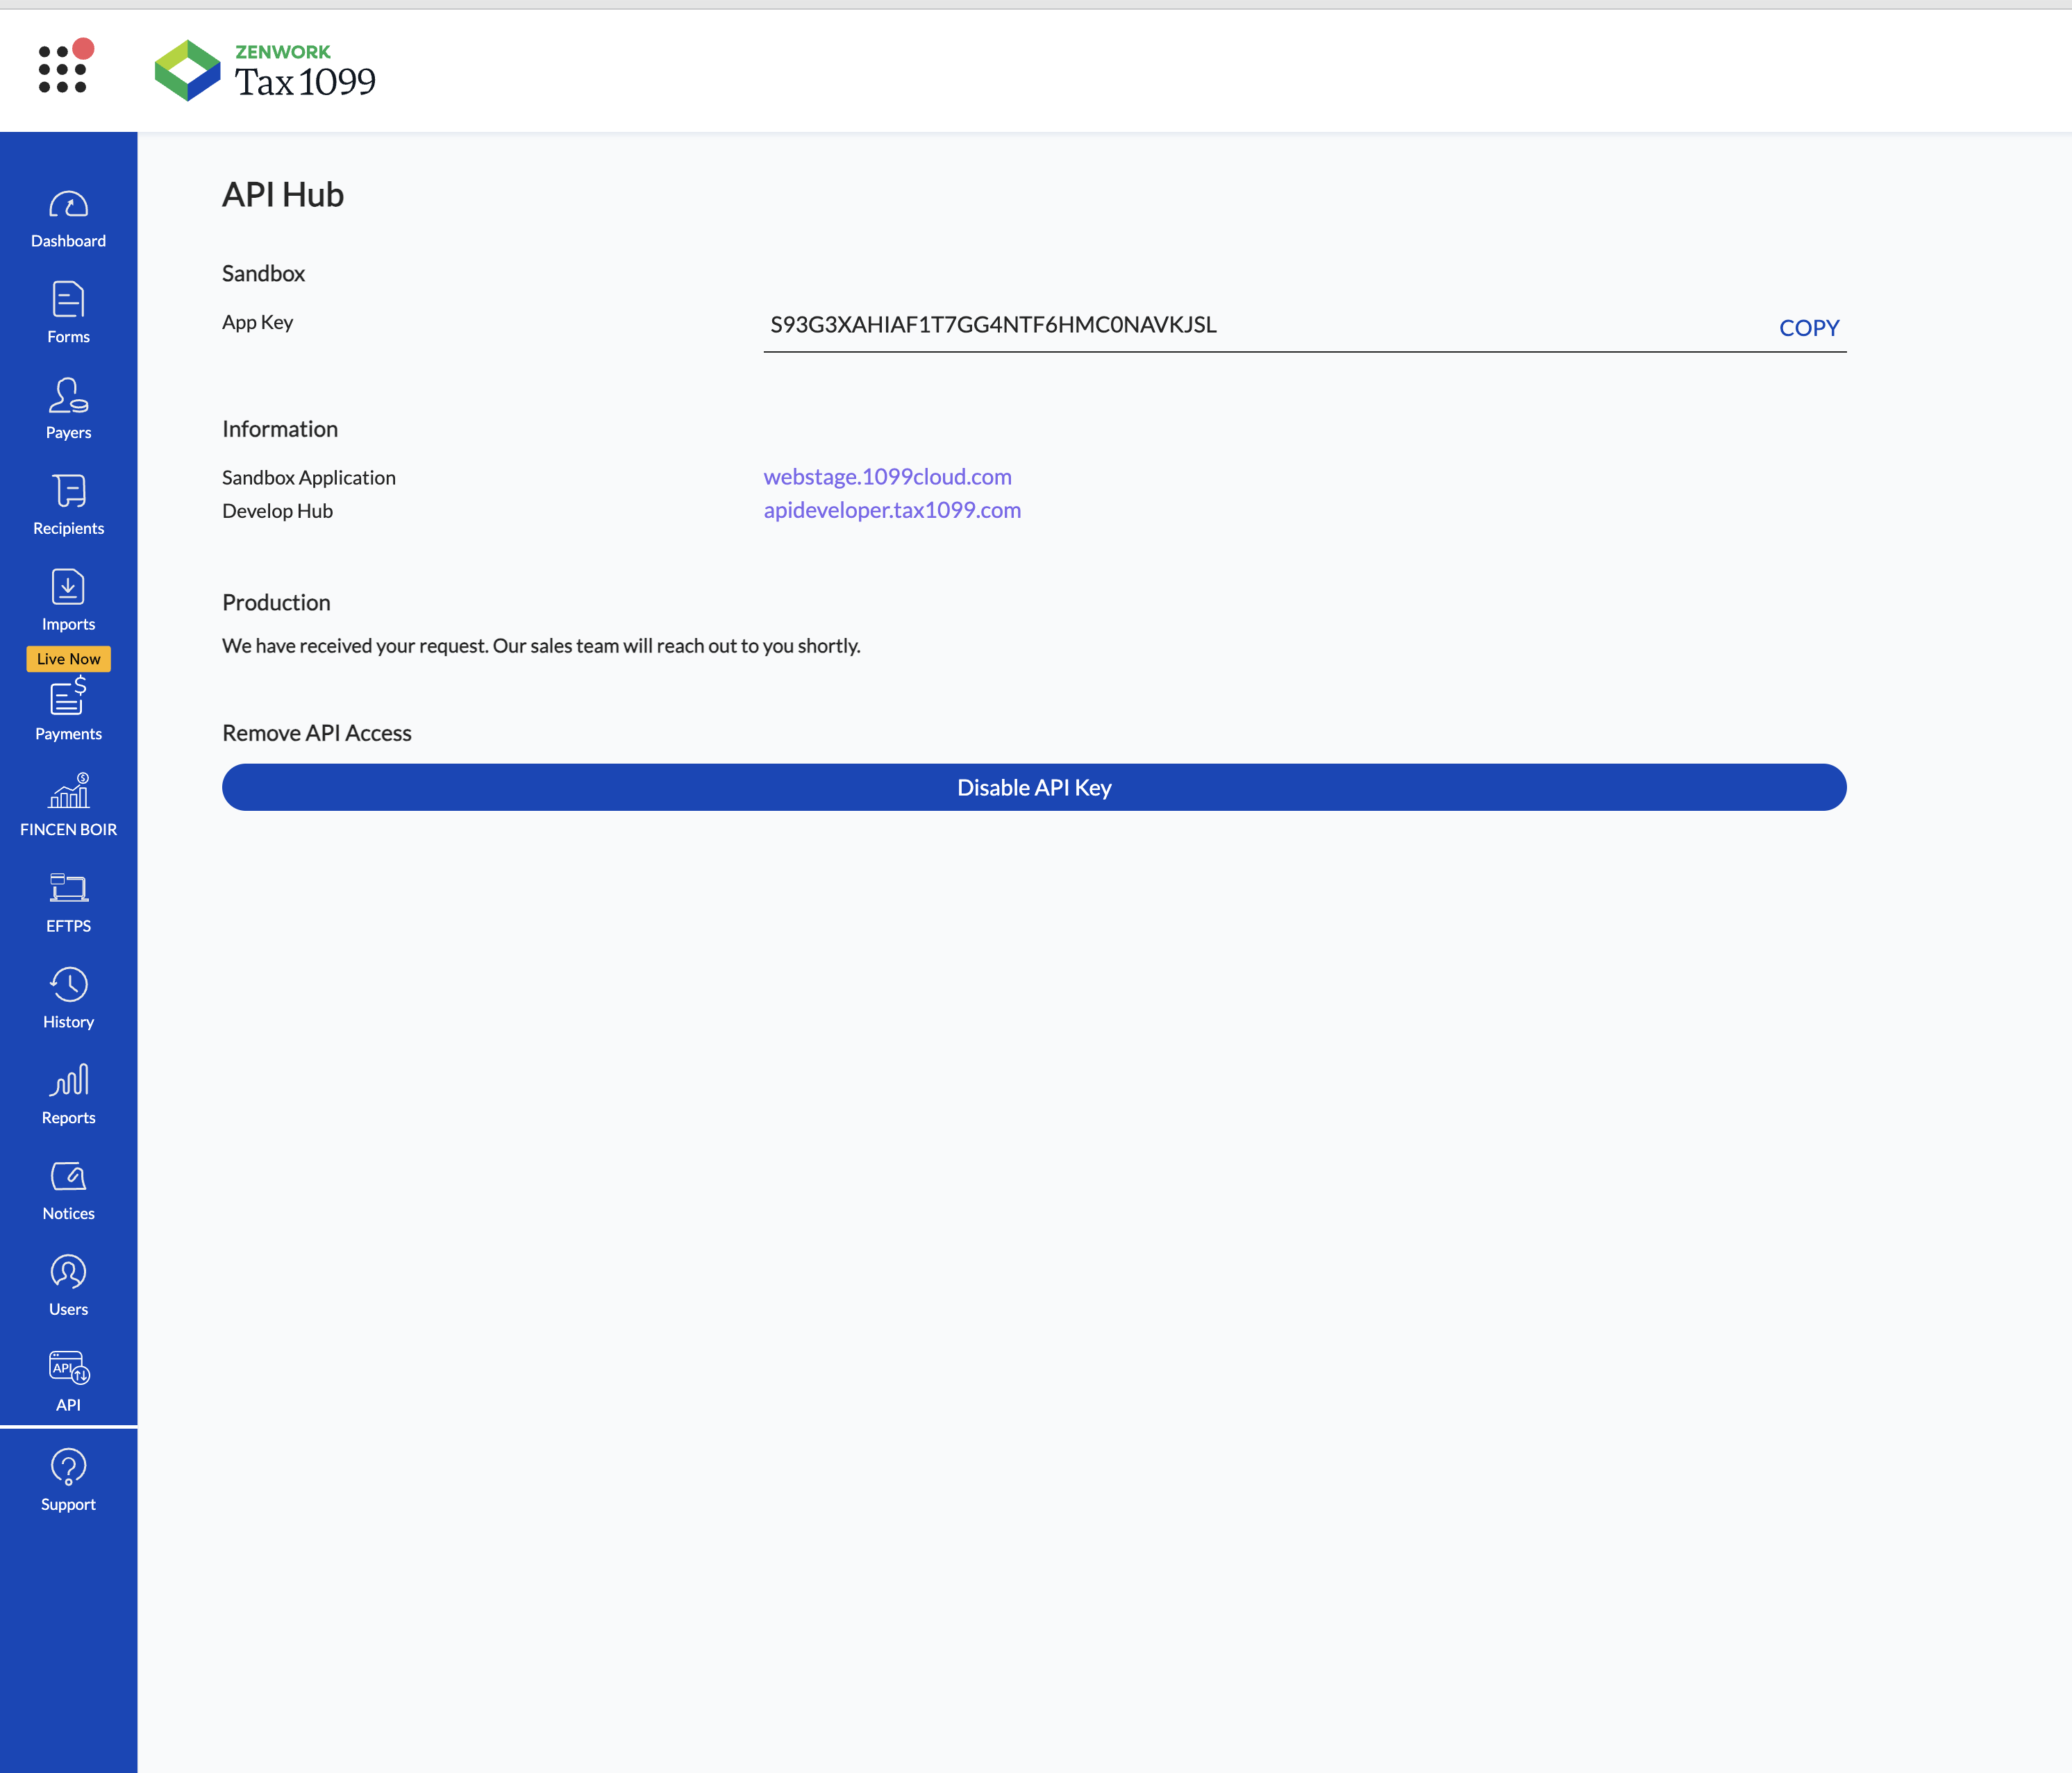 ZENWORK
Tax1099
Dashboard
Forms
Payers
Recipients
Imports
Live Now
Payments
FINCEN BOIR
EFTPS
History
Reports
Notices
Users
API
API
Support
API Hub
Sandbox
App Key
S93G3XAHIAF1T7GG4NTF6HMC0NAVKJSL
COPY
Information
Sandbox Application
webstage.1099cloud.com
Develop Hub
apideveloper.tax1099.com
Production
We have received your request. Our sales team will reach out to you shortly.
Remove API Access
Disable API Key